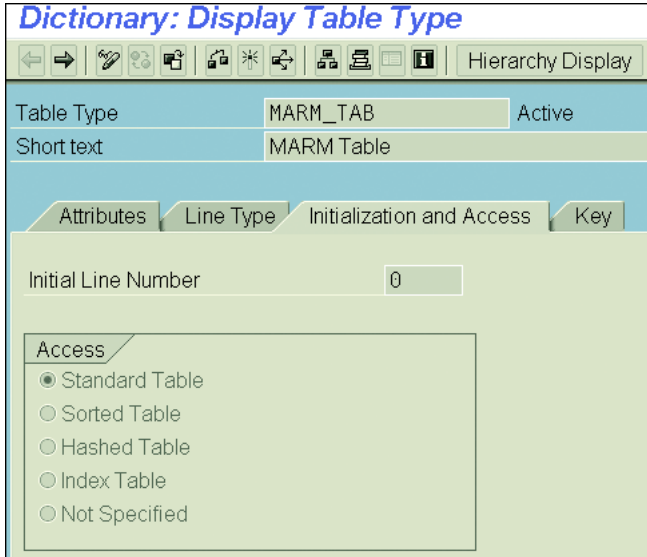 Dictionary: Display Table Type
Hierarchy Display
Table Type MARM_TAB Active
Short text MARM Table
Attributes Line Type Initialization and Access Key
Initial Line Number 0
Access
Standard Table
Sorted Table
Hashed Table
Index Table
Not Specified